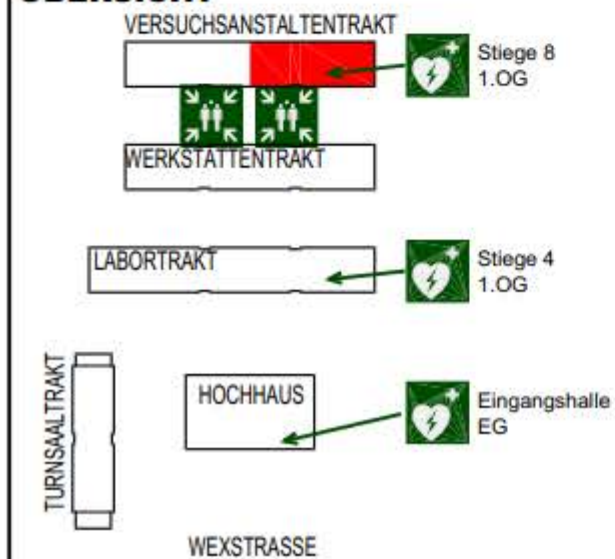 ÜBERSICHT
VERSUCHSANSTALTENTRAKT
Stiege 8
1.OG
WERKSTÄTTENTRAKT
LABORTRAKT
Stiege 4
1.OG
TURNSAALTRAKT
HOCHHAUS
Eingangshalle
EG
WEXSTRASSE